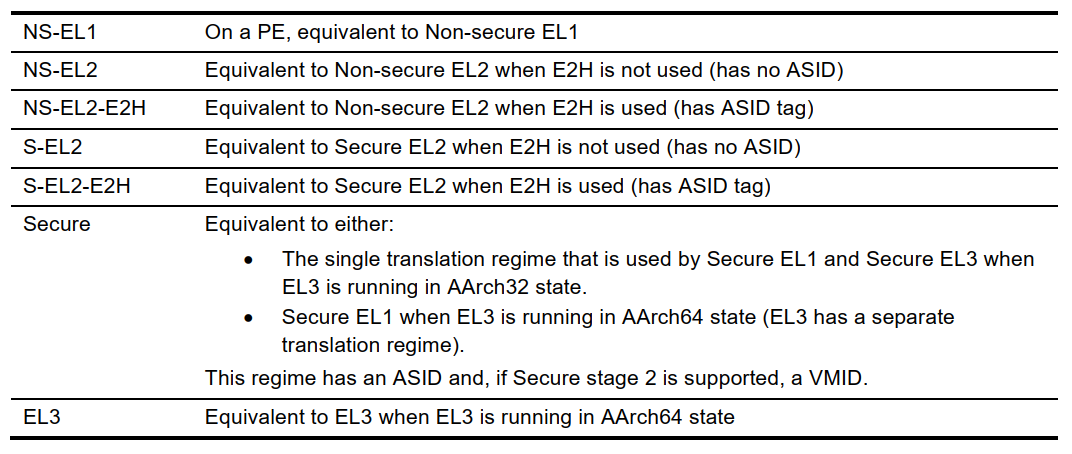 NS-EL1 On a PE, equivalent to Non-secure EL1
NS-EL2 Equivalent to Non-secure EL2 when E2H is not used (has no ASID)
NS-EL2-E2H Equivalent to Non-secure EL2 when E2H is used (has ASID tag)
S-EL2 Equivalent to Secure EL2 when E2H is not used (has no ASID)
S-EL2-E2H Equivalent to Secure EL2 when E2H is used (has ASID tag)
Secure Equivalent to either:
• The single translation regime that is used by Secure EL1 and Secure EL3 when
EL3 is running in AArch32 state.
• Secure EL1 when EL3 is running in AArch64 state (EL3 has a separate
translation regime).
This regime has an ASID and, if Secure stage 2 is supported, a VMID.
EL3 Equivalent to EL3 when EL3 is running in AArch64 state